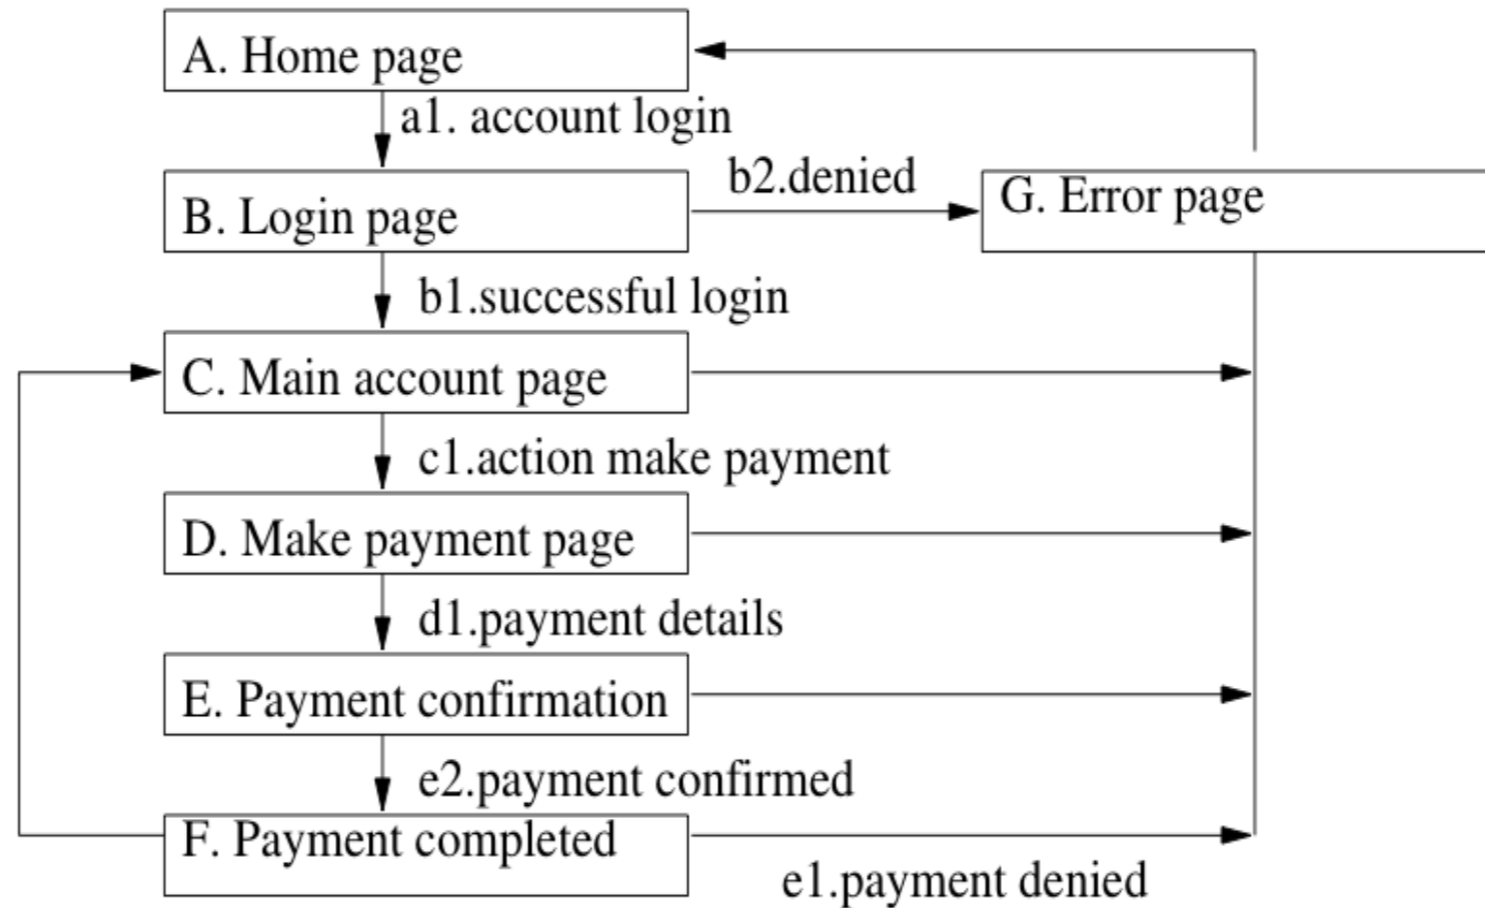 A. Home page
a1. account login
b2.denied
G. Error page
B. Login page
b1.successful login
C. Main account page
c1.action make payment
D. Make payment page
d1.payment details
E. Payment confirmation
e2.payment confirmed
F. Payment completed
e1.payment denied